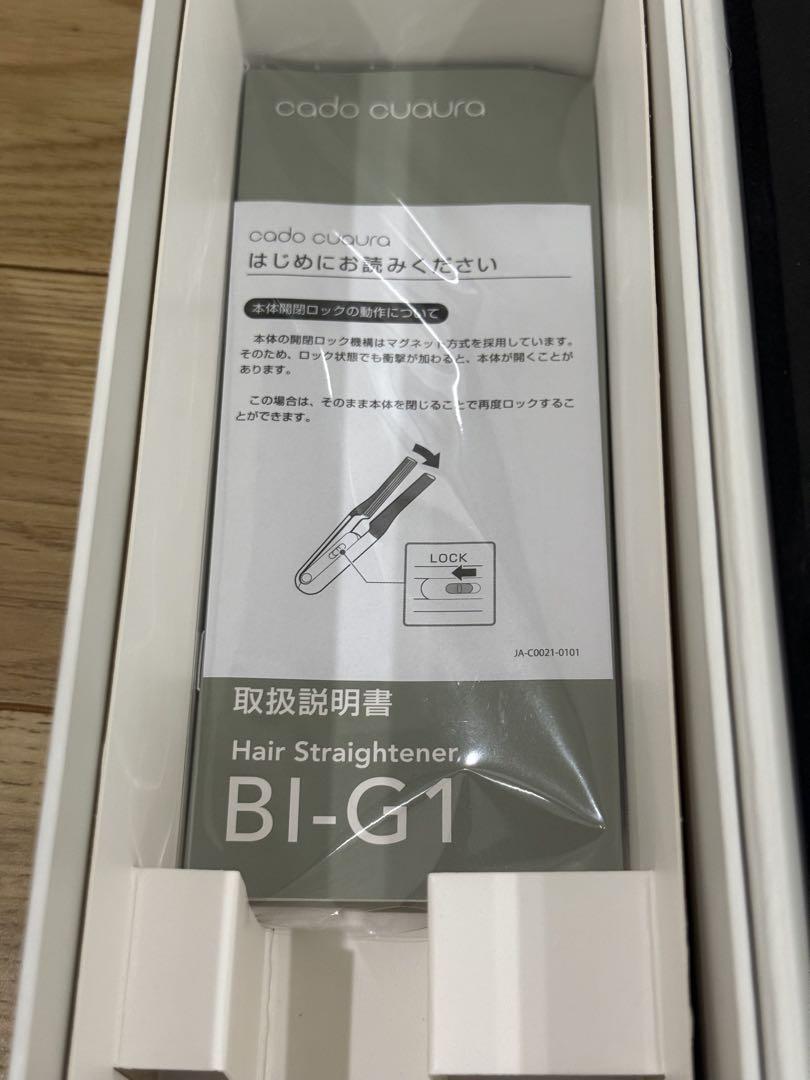 cado cuaura
cado cuaura
はじめにお読みください
本体開閉ロックの動作について
本体の開閉ロック機構はマグネット方式を採用しています。
そのため、ロック状態でも衝撃が加わると、本体が開くことが
あります。
この場合は、そのまま本体を閉じることで再度ロックするこ
とができます。
LOCK
JA-C0021-0101
取扱説明書
Hair Straightener
BI-G1